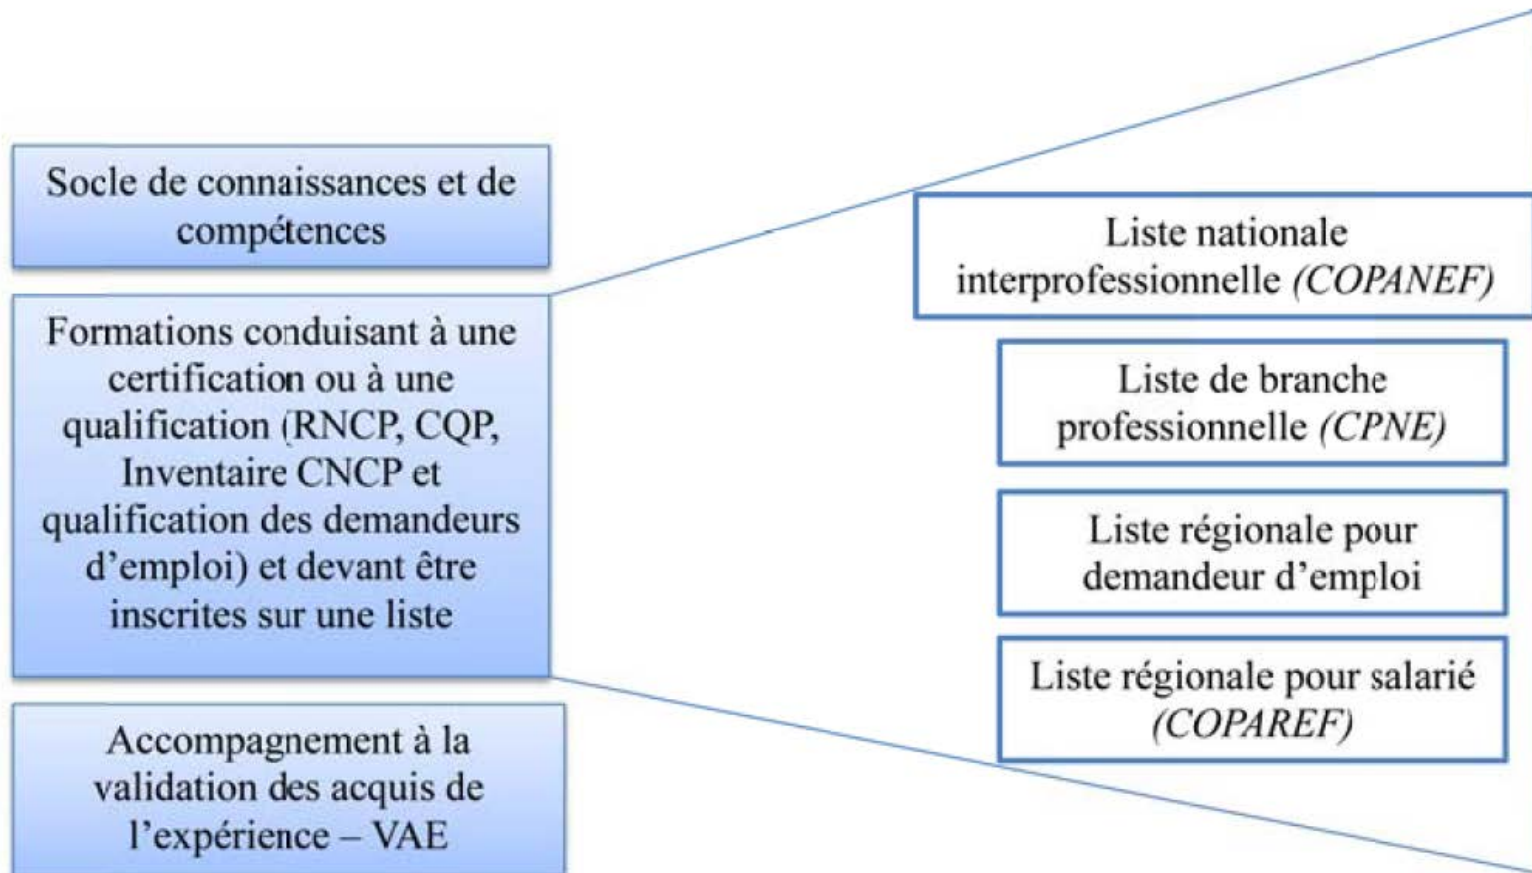 Socle de connaissances et de
compétences
Formations conduisant à une
certification ou à une
qualification (RNCP, CQP,
Inventaire CNCP et
qualification des demandeurs
d’emploi) et devant être
inscrites sur une liste
Accompagnement à la
validation des acquis de
l’expérience – VAE
Liste nationale
interprofessionnelle (COPANEF)
Liste de branche
professionnelle (CPNE)
Liste régionale pour
demandeur d’emploi
Liste régionale pour salarié
(COPAREF)